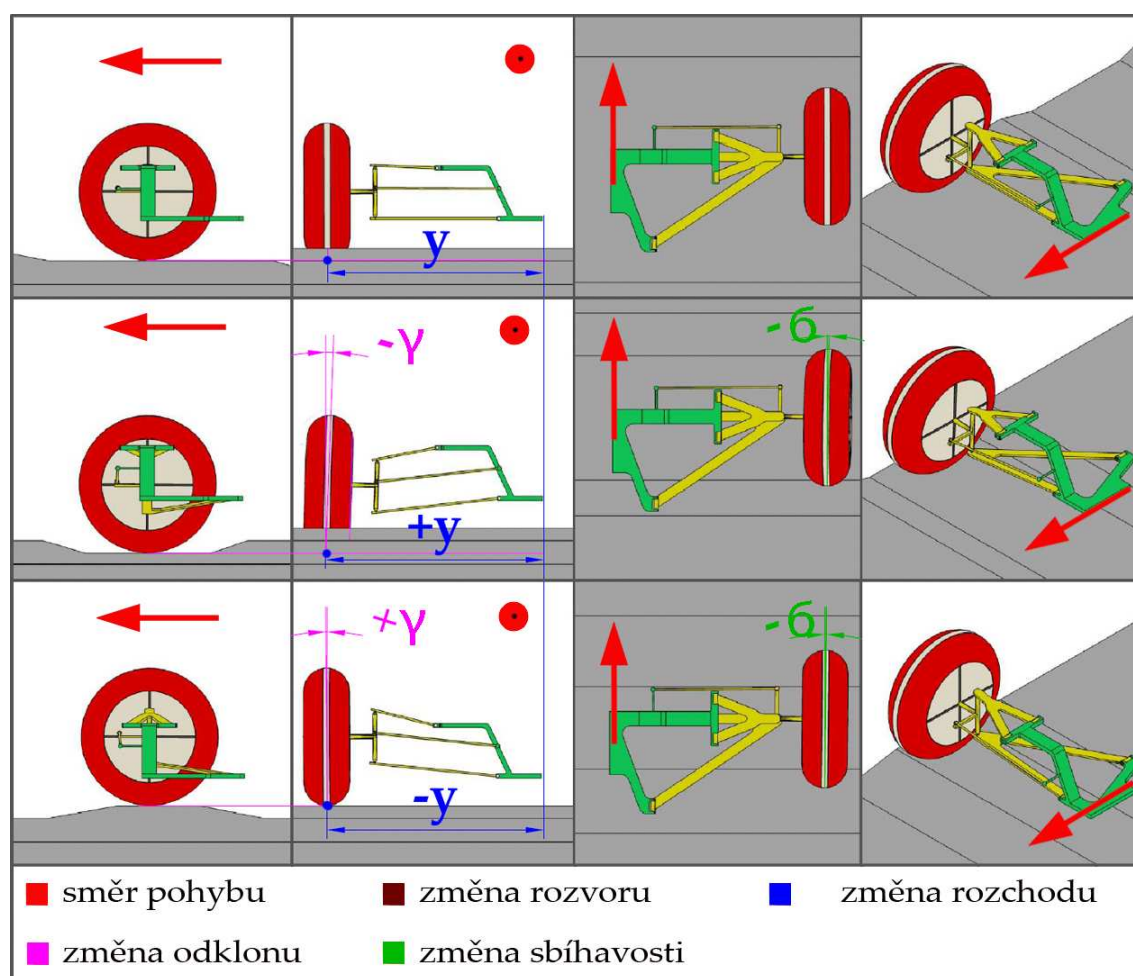 y
-γ
-б
+y
+γ
-б
-y
směr pohybu
změna rozvoru
změna rozchodu
změna odklonu
změna sbíhavosti